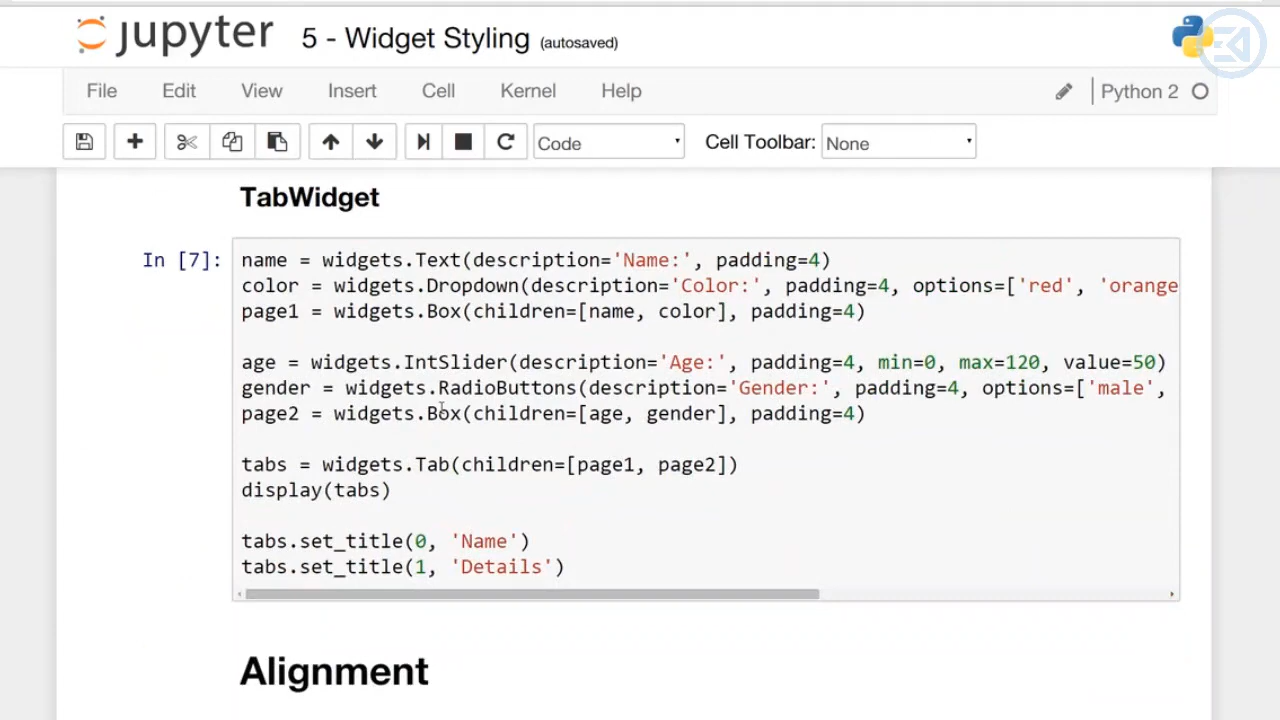 jupyter 5 - Widget Styling (autosaved)
File Edit View Insert Cell Kernel Help Python 2
Code Cell Toolbar: None
TabWidget
In [7]:
name = widgets.Text(description='Name:', padding=4)
color = widgets.Dropdown(description='Color:', padding=4, options=['red', 'orange
page1 = widgets.Box(children=[name, color], padding=4)
age = widgets.IntSlider(description='Age:', padding=4, min=0, max=120, value=50)
gender = widgets.RadioButtons(description='Gender:', padding=4, options=['male',
page2 = widgets.Box(children=[age, gender], padding=4)
tabs = widgets.Tab(children=[page1, page2])
display(tabs)
tabs.set_title(0, 'Name')
tabs.set_title(1, 'Details')
Alignment